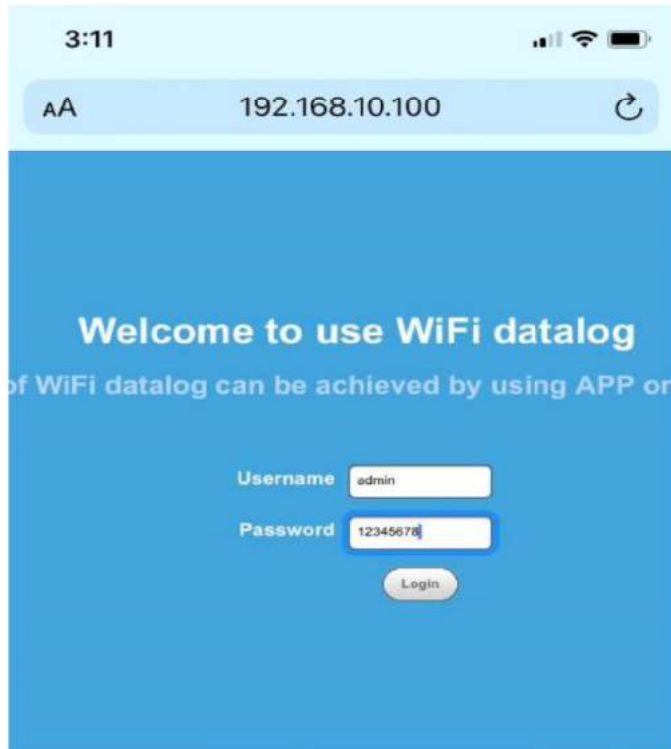 3:11
AA 192.168.10.100
Welcome to use WiFi datalog
of WiFi datalog can be achieved by using APP or
Username admin
Password 12345678
Login